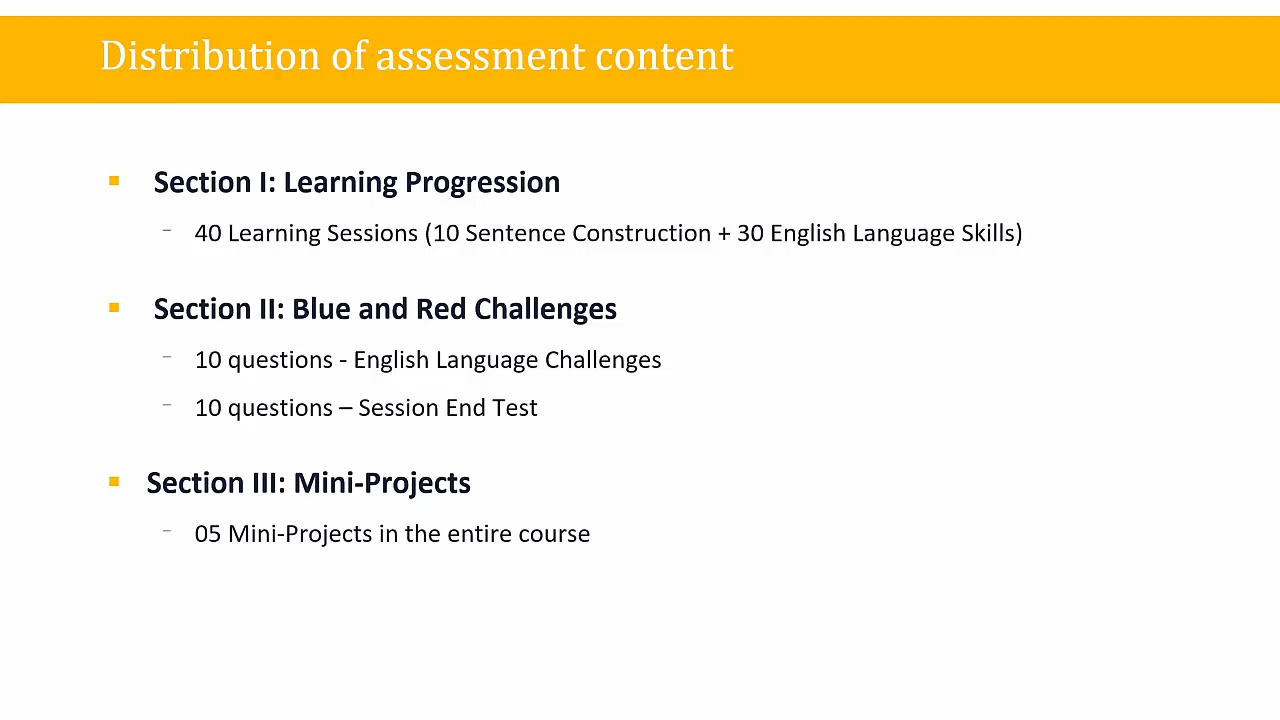 Distribution of assessment content
Section I: Learning Progression
40 Learning Sessions (10 Sentence Construction + 30 English Language Skills)
Section II: Blue and Red Challenges
10 questions - English Language Challenges
10 questions – Session End Test
Section III: Mini-Projects
05 Mini-Projects in the entire course